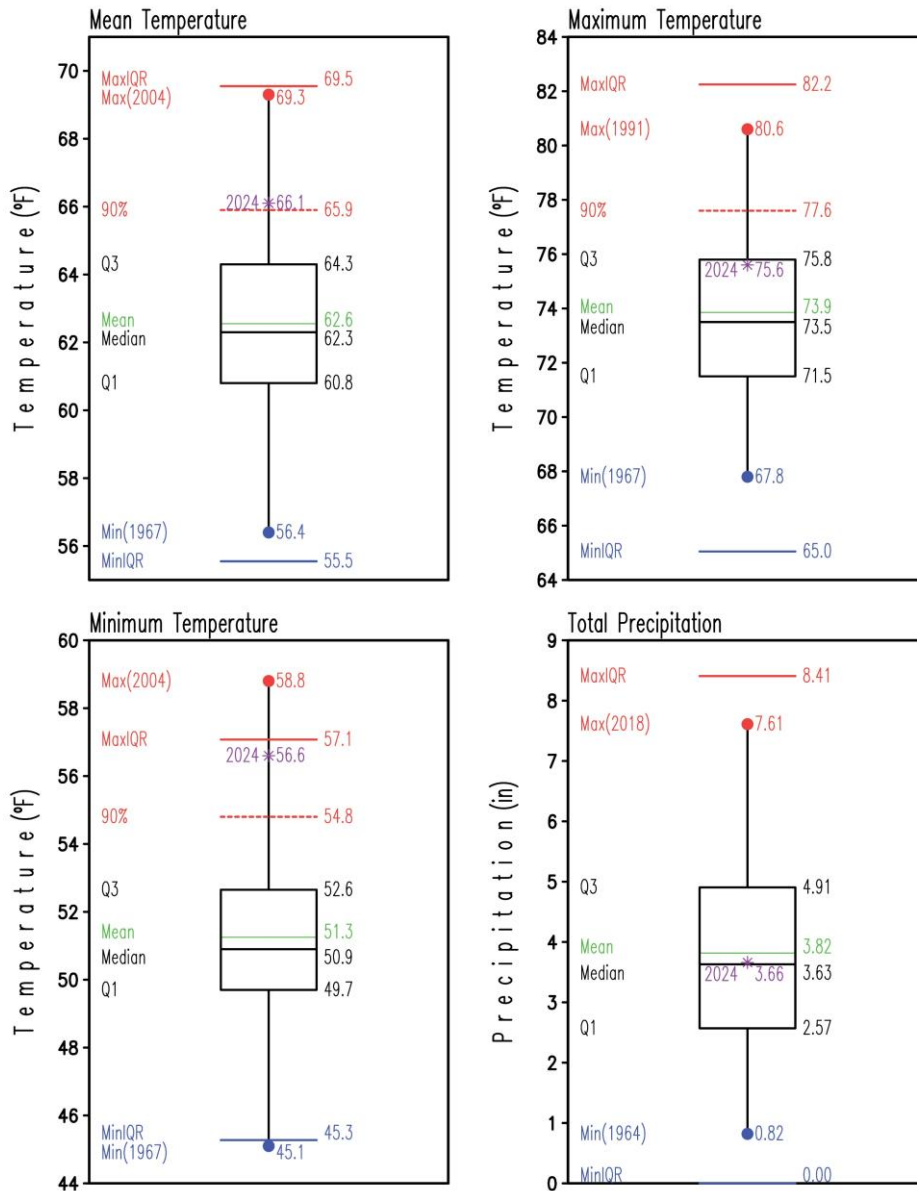 Mean Temperature
Temperature(ºF)
70
68
66
64
62
60
58
56
MaxIQR 69.5
Max(2004) 69.3
2024 66.1
90% 65.9
Q3 64.3
Mean 62.6
Median 62.3
Q1 60.8
Min(1967) 56.4
MinIQR 55.5
Maximum Temperature
Temperature(ºF)
84
82
80
78
76
74
72
70
68
66
64
MaxIQR 82.2
Max(1991) 80.6
90% 77.6
Q3 75.8
2024 75.6
Mean 73.9
Median 73.5
Q1 71.5
Min(1967) 67.8
MinIQR 65.0
Minimum Temperature
Temperature(ºF)
60
58
56
54
52
50
48
46
44
Max(2004) 58.8
MaxIQR 57.1
2024 56.6
90% 54.8
Q3 52.6
Mean 51.3
Median 50.9
Q1 49.7
MinIQR 45.3
Min(1967) 45.1
Total Precipitation
Precipitation(in)
9
8
7
6
5
4
3
2
1
0
MaxIQR 8.41
Max(2018) 7.61
Q3 4.91
Mean 3.82
2024 3.66
Median 3.63
Q1 2.57
Min(1964) 0.82
MinIQR 0.00